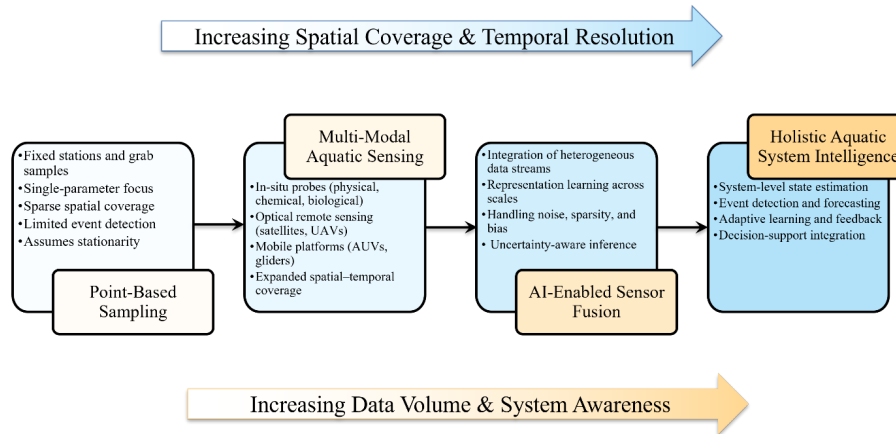 Increasing Spatial Coverage & Temporal Resolution
•Fixed stations and grab
samples
•Single-parameter focus
•Sparse spatial coverage
•Limited event detection
•Assumes stationarity
Point-Based
Sampling
Multi-Modal
Aquatic Sensing
•In-situ probes (physical,
chemical, biological)
•Optical remote sensing
(satellites, UAVs)
•Mobile platforms (AUVs,
gliders)
•Expanded spatial–temporal
coverage
•Integration of heterogeneous
data streams
•Representation learning across
scales
•Handling noise, sparsity, and
bias
• Uncertainty-aware inference
AI-Enabled Sensor
Fusion
Holistic Aquatic
System Intelligence
•System-level state estimation
•Event detection and forecasting
•Adaptive learning and feedback
•Decision-support integration
Increasing Data Volume & System Awareness